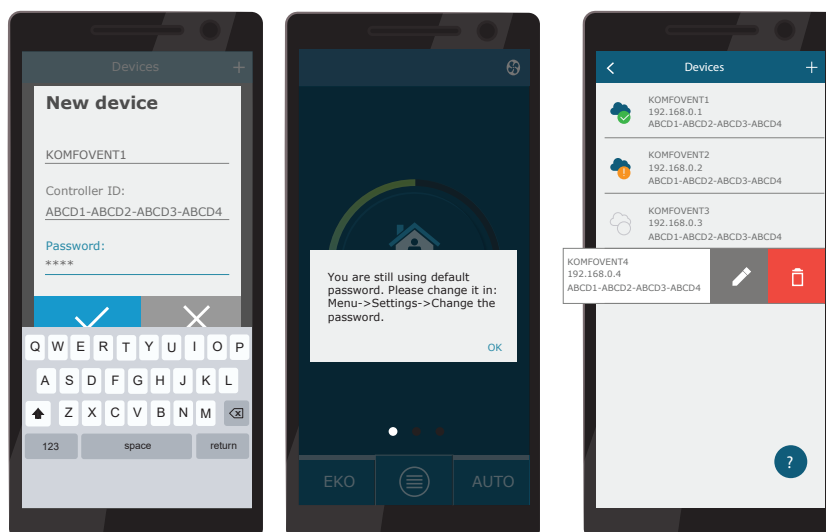 Devices +
New device
KOMFOVENT1
Controller ID:
ABCD1-ABCD2-ABCD3-ABCD4
Password:
****
Q W E R T Y U I O P
A S D F G H J K L
Z X C V B N M
123 space return
You are still using default
password. Please change it in:
Menu->Settings->Change the
password.
OK
EKO AUTO
Devices +
KOMFOVENT1
192.168.0.1
ABCD1-ABCD2-ABCD3-ABCD4
KOMFOVENT2
192.168.0.2
ABCD1-ABCD2-ABCD3-ABCD4
KOMFOVENT3
192.168.0.3
ABCD1-ABCD2-ABCD3-ABCD4
KOMFOVENT4
192.168.0.4
ABCD1-ABCD2-ABCD3-ABCD4
?